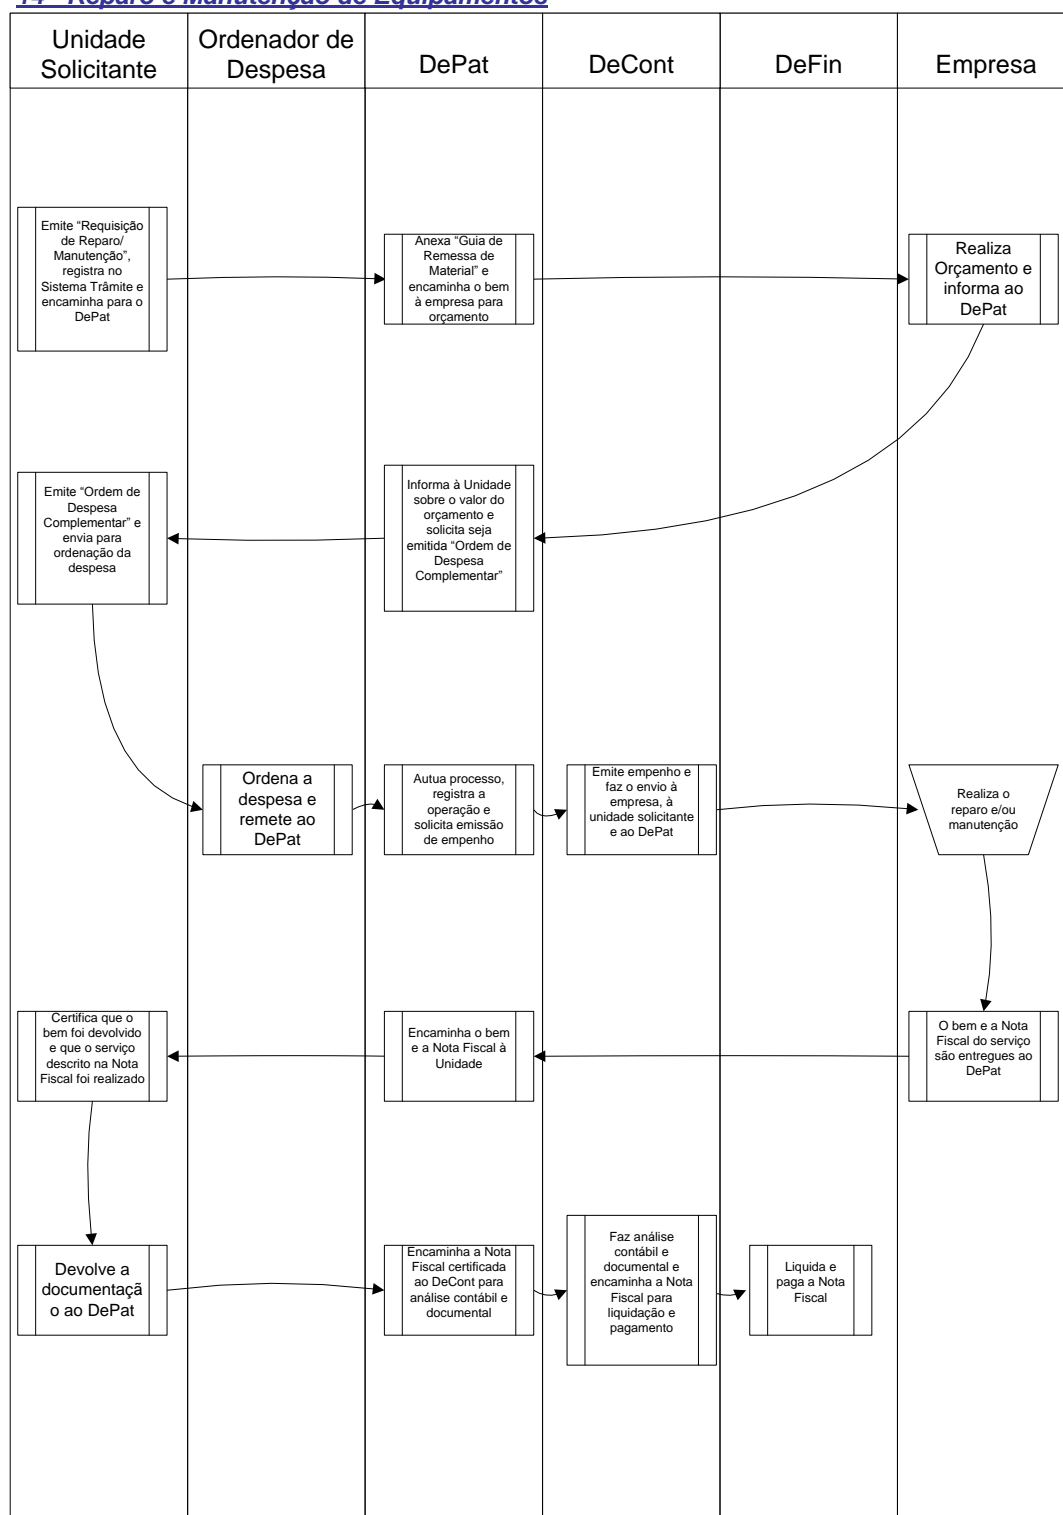 14 - Reparo e Manutenção de Equipamentos
Unidade
Solicitante
Ordenador de
Despesa
DePat
DeCont
DeFin
Empresa
Emite “Requisição
de Reparo/
Manutenção”,
registra no
Sistema Trâmite e
encaminha para o
DePat
Anexa “Guia de
Remessa de
Material” e
encaminha o bem
à empresa para
orçamento
Realiza
Orçamento e
informa ao
DePat
Informa à Unidade
sobre o valor do
orçamento e
solicita seja
emitida “Ordem de
Despesa
Complementar”
Emite “Ordem de
Despesa
Complementar” e
envia para
ordenação da
despesa
Ordena a
despesa e
remete ao
DePat
Autua processo,
registra a
operação e
solicita emissão
de empenho
Emite empenho e
faz o envio à
empresa, à
unidade solicitante
e ao DePat
Realiza o
reparo e/ou
manutenção
O bem e a Nota
Fiscal do serviço
são entregues ao
DePat
Encaminha o bem
e a Nota Fiscal à
Unidade
Certifica que o
bem foi devolvido
e que o serviço
descrito na Nota
Fiscal foi realizado
Devolve a
documentaçã
o ao DePat
Encaminha a Nota
Fiscal certificada
ao DeCont para
análise contábil e
documental
Faz análise
contábil e
documental e
encaminha a Nota
Fiscal para
liquidação e
pagamento
Liquida e
paga a Nota
Fiscal